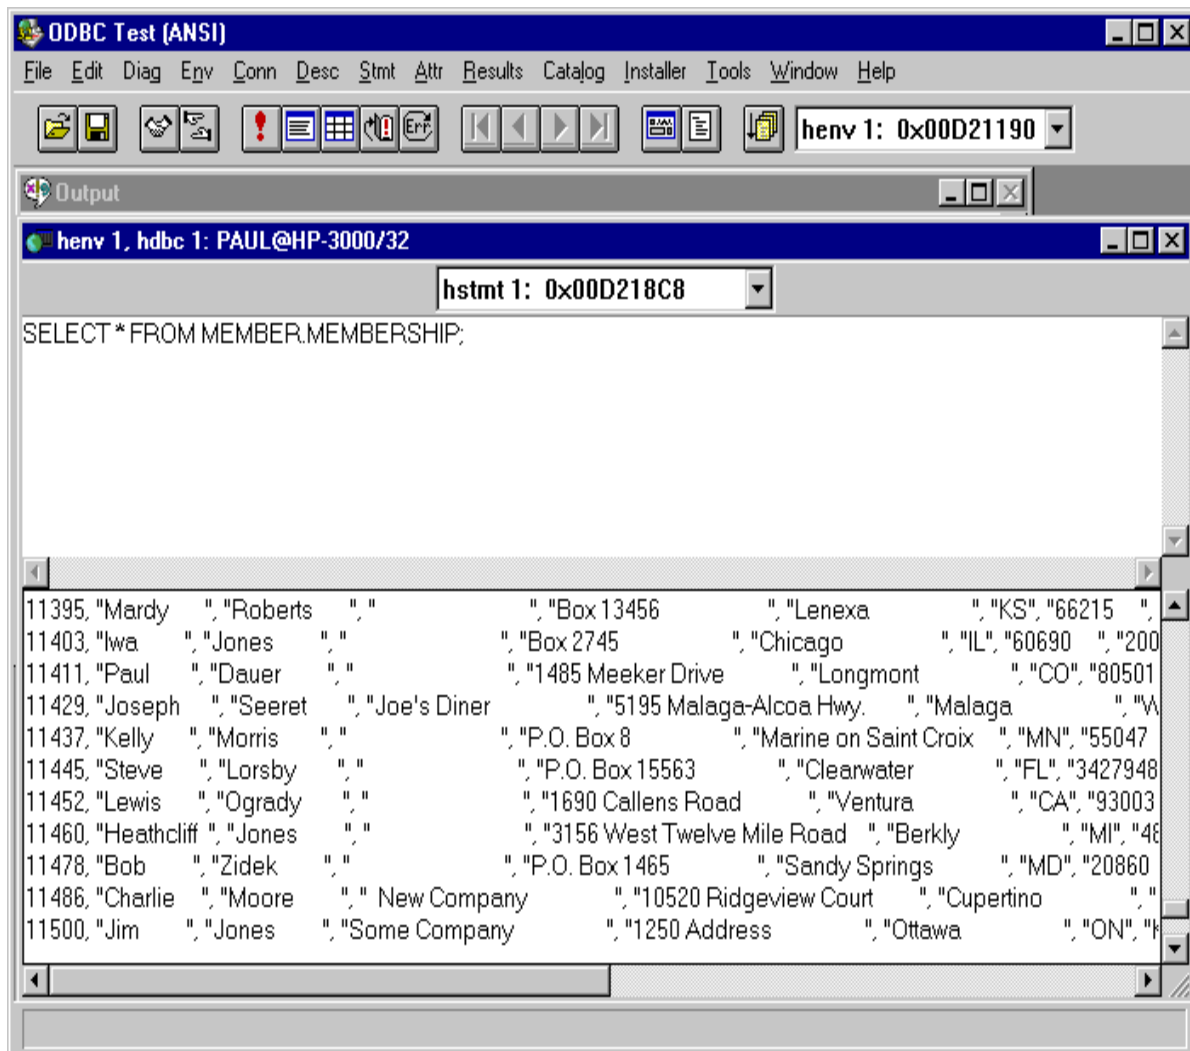 ODBC Test (ANSI)
File Edit Diag Env Conn Desc Stmt Attr Results Catalog Installer Tools Window Help
Err. henv 1: 0x00D21190
Output
henv 1, hdbc 1: PAUL@HP-3000/32
hstmt 1: 0x00D218C8
SELECT * FROM MEMBER.MEMBERSHIP;
11395, "Mardy ", "Roberts ", " ", "Box 13456 ", "Lenexa ", "KS", "66215 ",
11403, "Iwa ", "Jones ", " ", "Box 2745 ", "Chicago ", "IL", "60690 ", "200
11411, "Paul ", "Dauer ", " ", "1485 Meeker Drive ", "Longmont ", "CO", "80501
11429, "Joseph ", "Seeret ", "Joe's Diner ", "5195 Malaga-Alcoa Hwy. ", "Malaga ", "
11437, "Kelly ", "Morris ", " ", "P.O. Box 8 ", "Marine on Saint Croix ", "MN", "55047
11445, "Steve ", "Lorsby ", " ", "P.O. Box 15563 ", "Clearwater ", "FL", "3427948
11452, "Lewis ", "Ogrady ", " ", "1690 Callens Road ", "Ventura ", "CA", "93003
11460, "Heathcliff ", "Jones ", " ", "3156 West Twelve Mile Road ", "Berkly ", "MI", "48
11478, "Bob ", "Zidek ", " ", "P.O. Box 1465 ", "Sandy Springs ", "MD", "20860
11486, "Charlie ", "Moore ", " New Company ", "10520 Ridgeview Court ", "Cupertino ", "
11500, "Jim ", "Jones ", "Some Company ", "1250 Address ", "Ottawa ", "ON", "